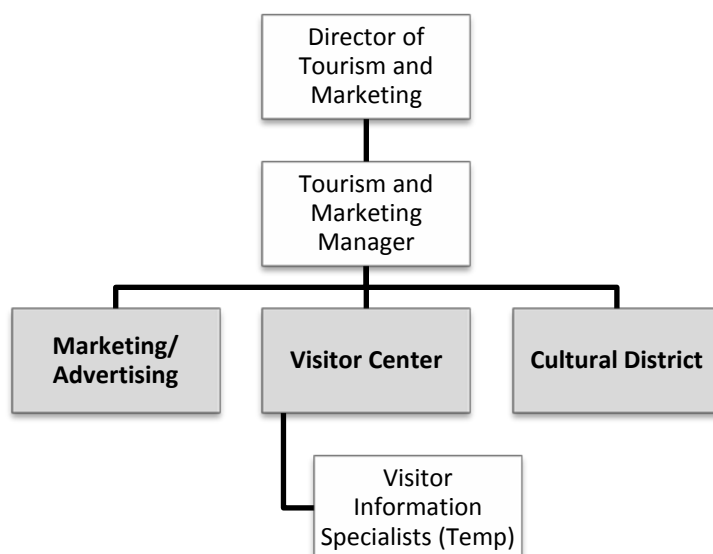 Director of
Tourism and
Marketing
Tourism and
Marketing
Manager
Marketing/
Advertising
Visitor Center
Cultural District
Visitor
Information
Specialists (Temp)